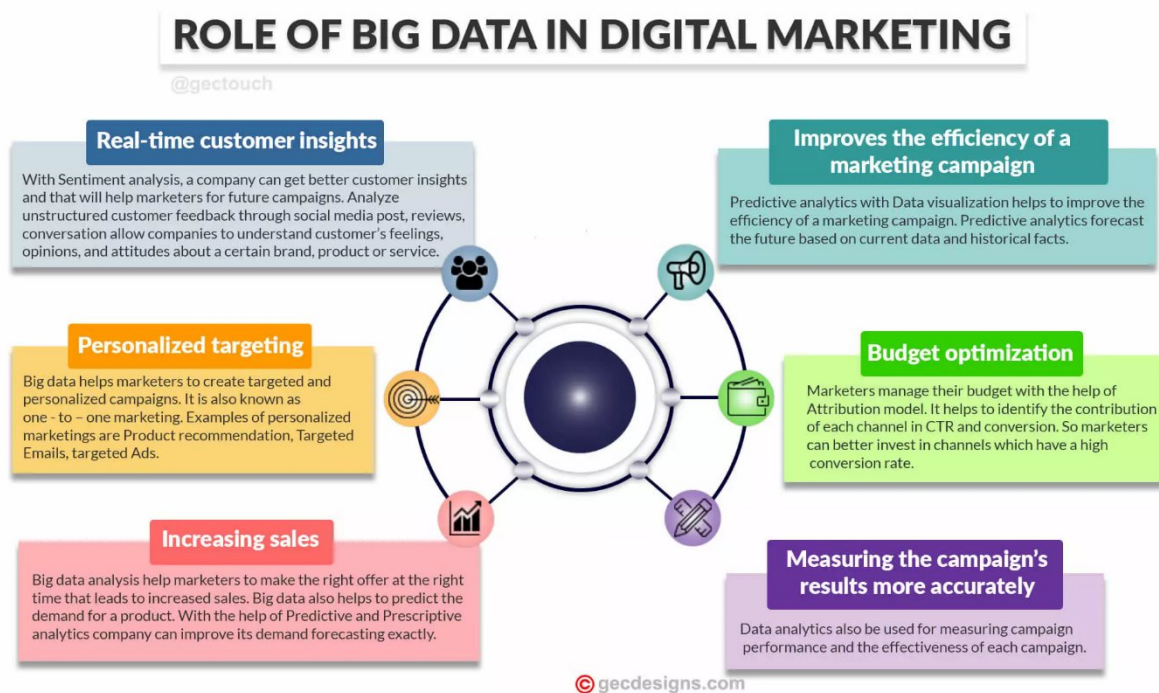 ROLE OF BIG DATA IN DIGITAL MARKETING
@gectouch
Real-time customer insights
With Sentiment analysis, a company can get better customer insights
and that will help marketers for future campaigns. Analyze
unstructured customer feedback through social media post, reviews,
conversation allow companies to understand customer’s feelings,
opinions, and attitudes about a certain brand, product or service.
Personalized targeting
Big data helps marketers to create targeted and
personalized campaigns. It is also known as
one - to – one marketing. Examples of personalized
marketings are Product recommendation, Targeted
Emails, targeted Ads.
Increasing sales
Big data analysis help marketers to make the right offer at the right
time that leads to increased sales. Big data also helps to predict the
demand for a product. With the help of Predictive and Prescriptive
analytics company can improve its demand forecasting exactly.
Improves the efficiency of a
marketing campaign
Predictive analytics with Data visualization helps to improve the
efficiency of a marketing campaign. Predictive analytics forecast
the future based on current data and historical facts.
Budget optimization
Marketers manage their budget with the help of
Attribution model. It helps to identify the contribution
of each channel in CTR and conversion. So marketers
can better invest in channels which have a high
conversion rate.
Measuring the campaign’s
results more accurately
Data analytics also be used for measuring campaign
performance and the effectiveness of each campaign.
© gecdesigns.com